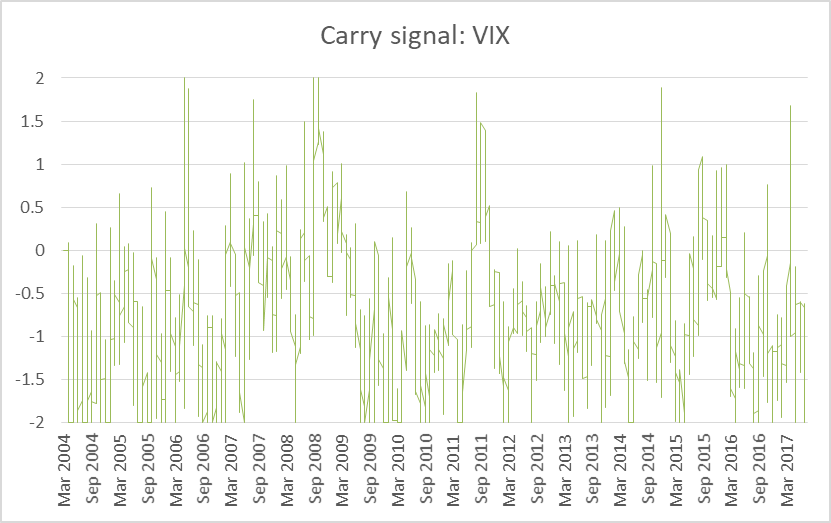 Carry signal: VIX
2
1.5
1
0.5
0
-0.5
-1
-1.5
-2
Mar 2004
Sep 2004
Mar 2005
Sep 2005
Mar 2006
Sep 2006
Mar 2007
Sep 2007
Mar 2008
Sep 2008
Mar 2009
Sep 2009
Mar 2010
Sep 2010
Mar 2011
Sep 2011
Mar 2012
Sep 2012
Mar 2013
Sep 2013
Mar 2014
Sep 2014
Mar 2015
Sep 2015
Mar 2016
Sep 2016
Mar 2017